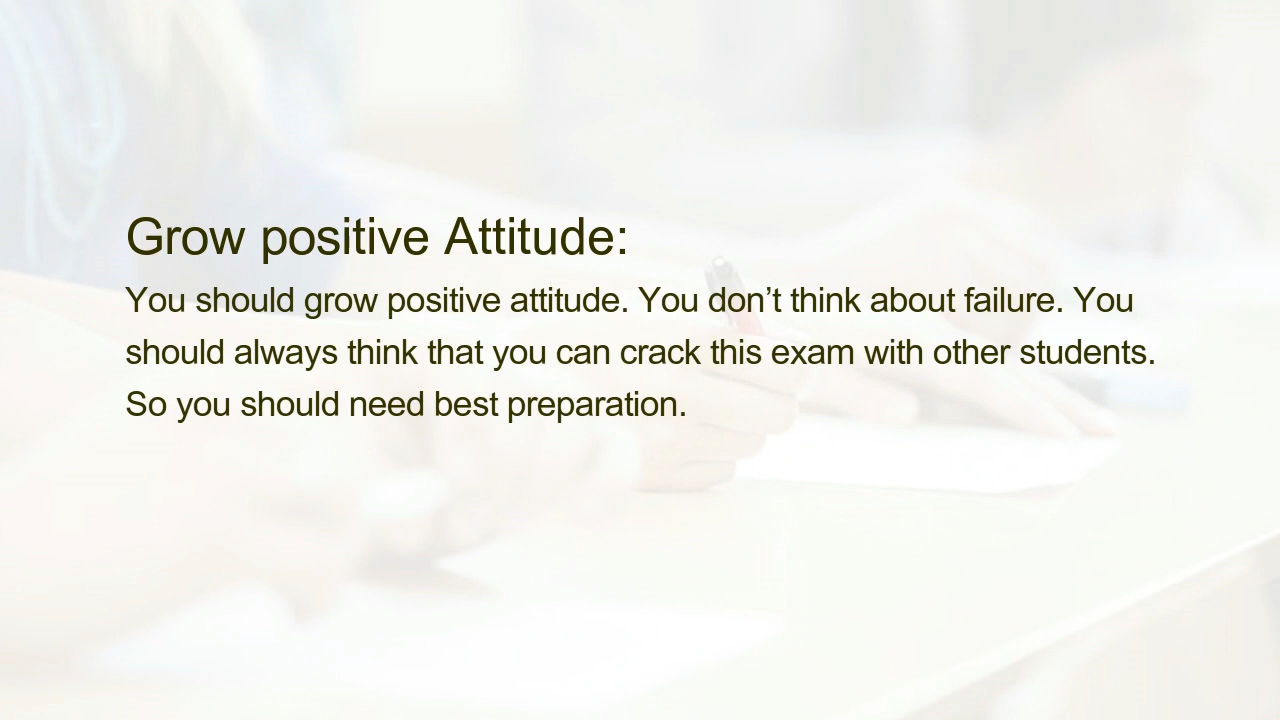 Grow positive Attitude:
You should grow positive attitude. You don’t think about failure. You
should always think that you can crack this exam with other students.
So you should need best preparation.